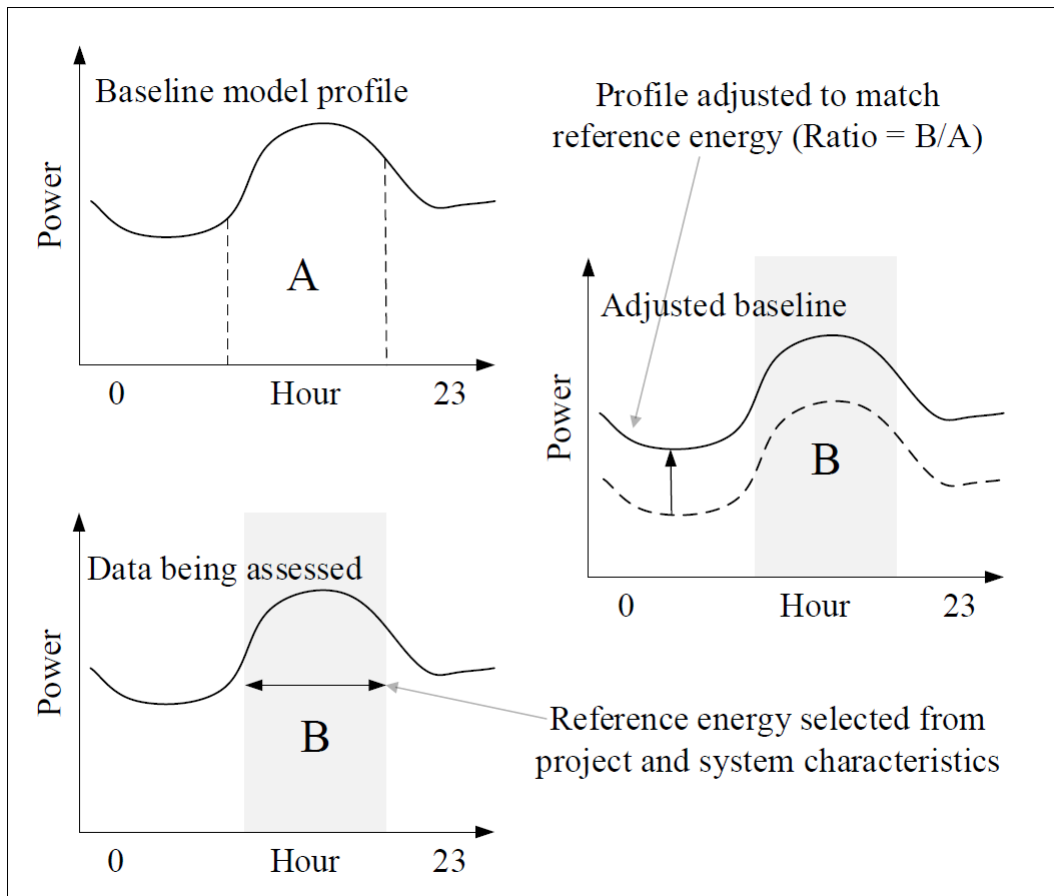 Baseline model profile
Power
A
0 Hour 23
Profile adjusted to match
reference energy (Ratio = B/A)
Adjusted baseline
Power
B
0 Hour 23
Data being assessed
Power
B
0 Hour 23
Reference energy selected from
project and system characteristics